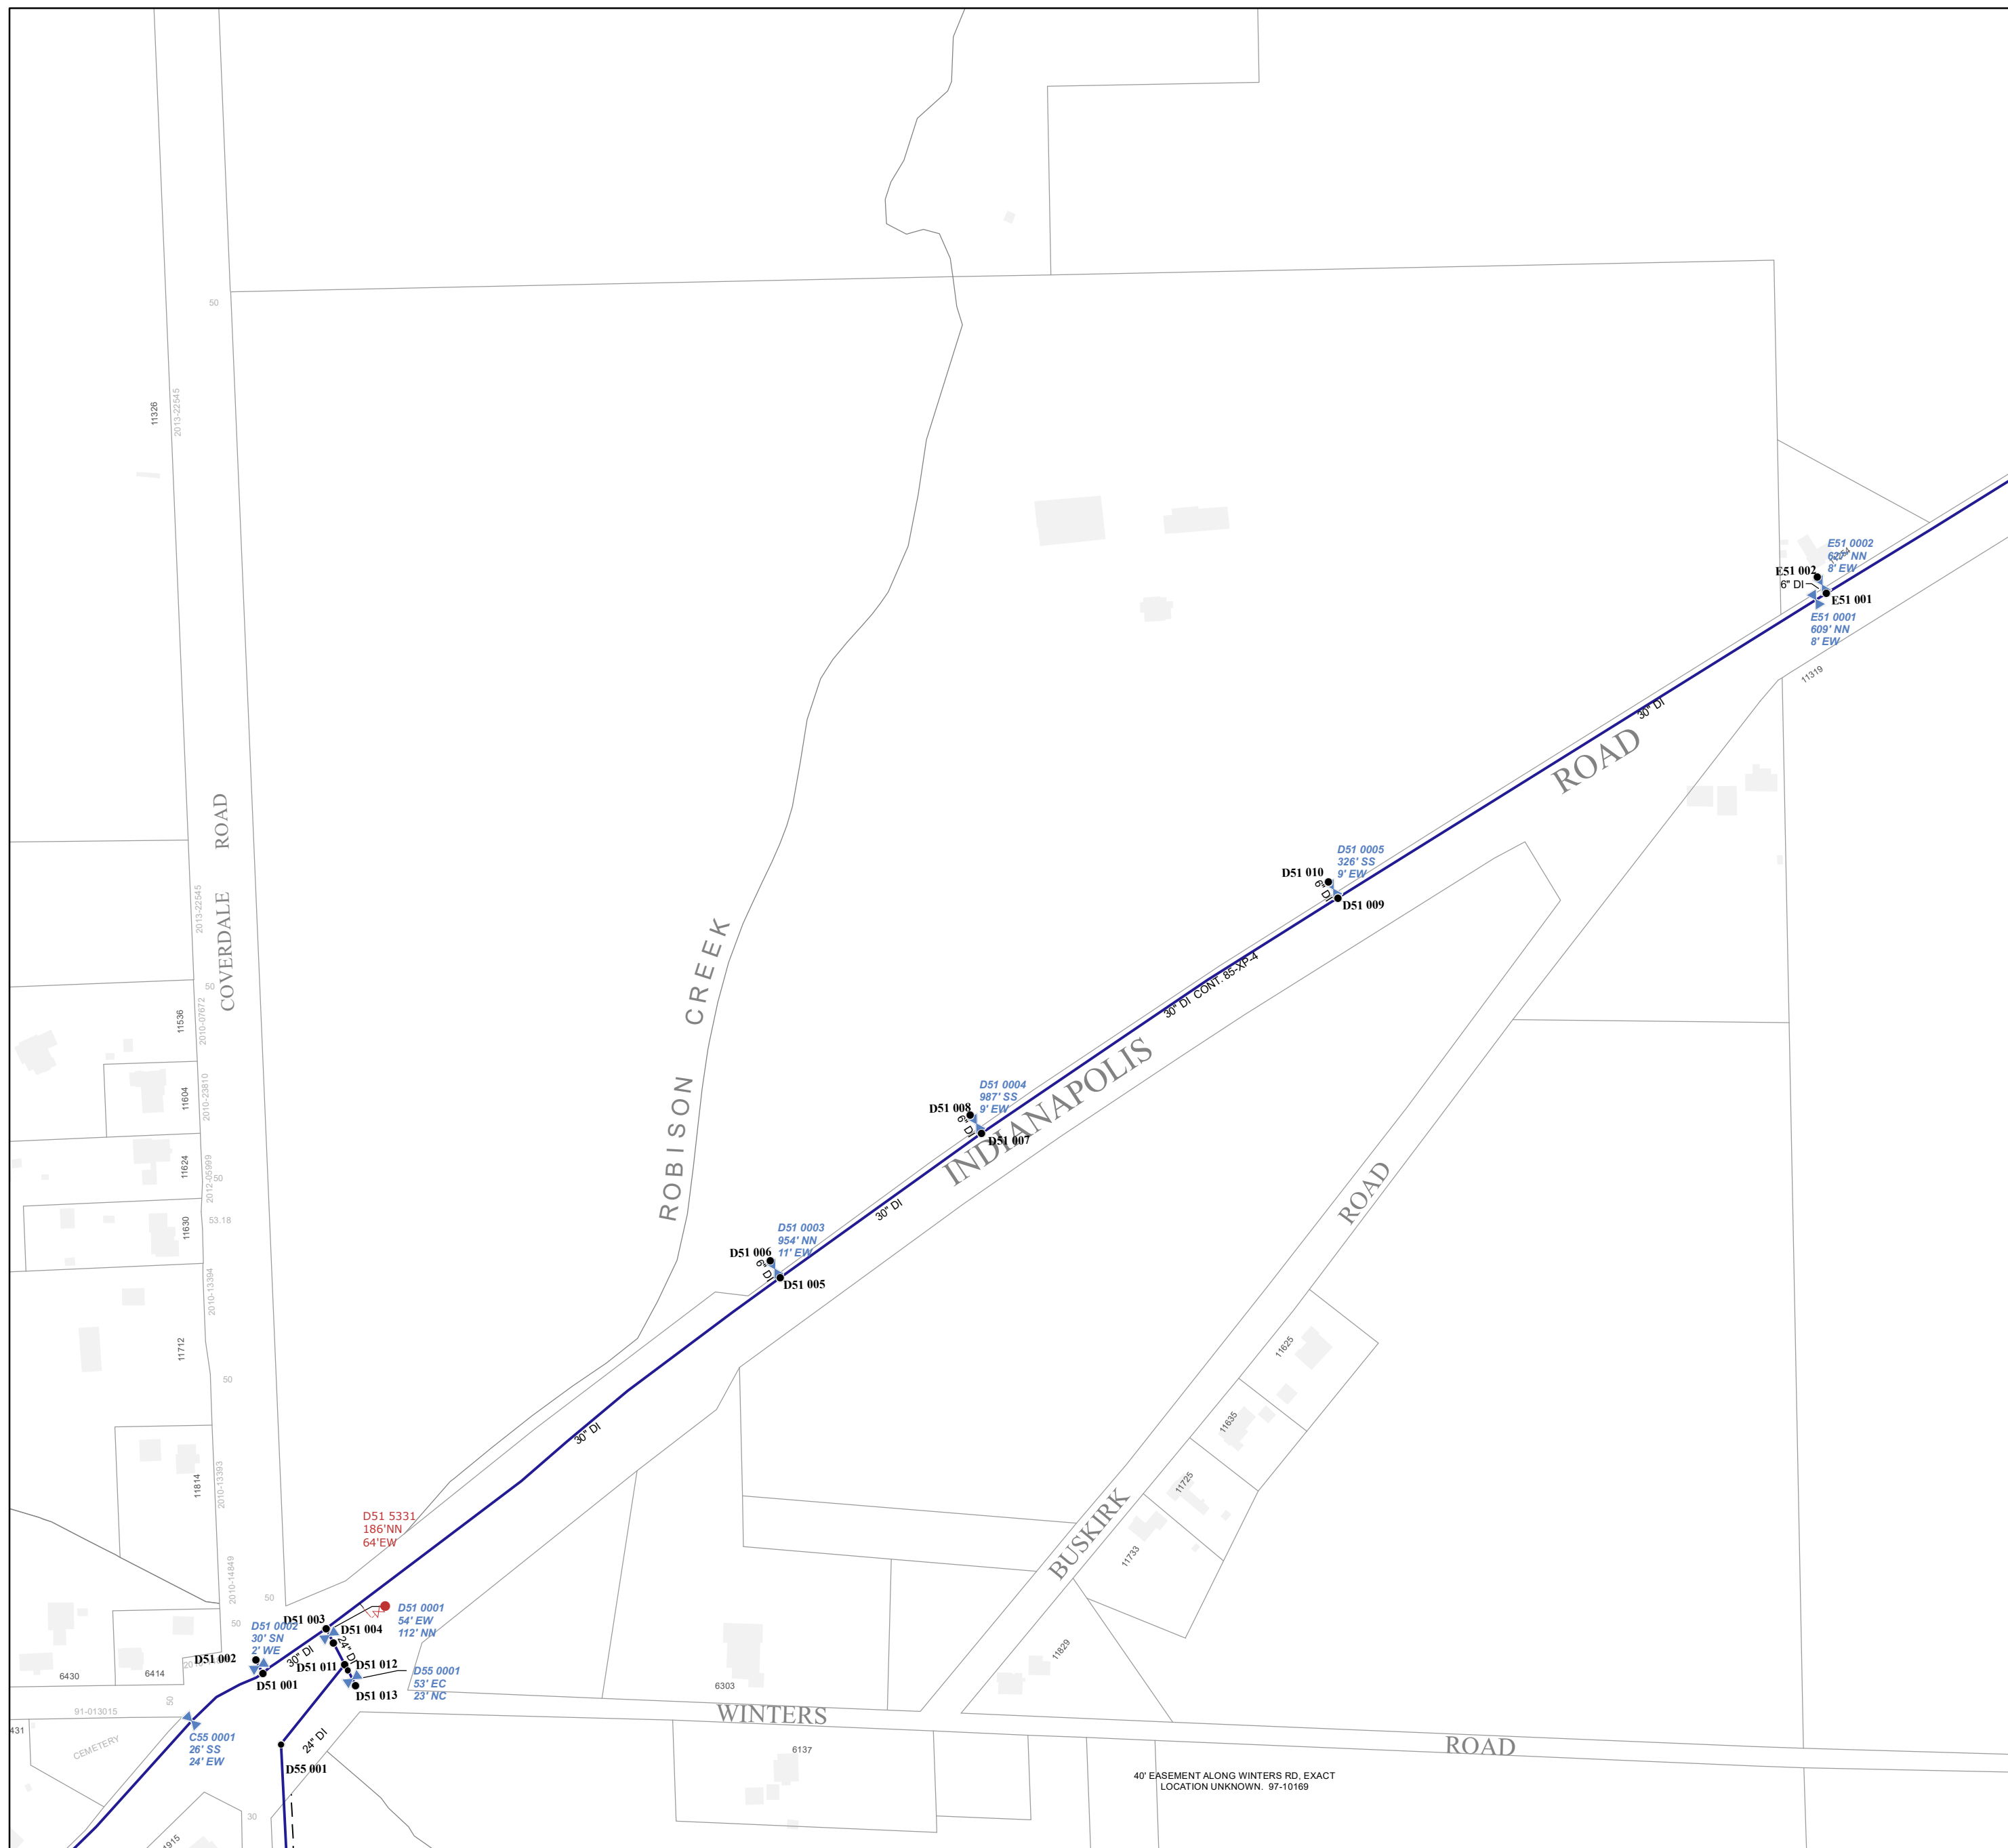 50
11326
2013-22545
E51 0002
NN
8' EW
E51 002
6" DI
E51 001
E51 0001
609' NN
8' EW
11319
30" DI
ROAD
COVERDALE ROAD
2013-22545
50
D51 0005
326' SS
9' EW
D51 010
6" DI
D51 009
30" DI CONT. 85-XP-4
ROBISON CREEK
11536
2010-07672
11604
2010-23810
D51 0004
987' SS
9' EW
D51 008
6" DI
D51 007
INDIANAPOLIS
11624
2012-05999
50
11630
53.18
30" DI
ROAD
D51 0003
954' NN
11' EW
D51 006
6" DI
D51 005
2010-13394
11712
50
11625
30" DI
11635
11814
2010-13393
11725
D51 5331
186'NN
64'EW
BUSKIRK
11733
2010-14849
50
50
D51 0002
30' SN
2' WE
D51 003
D51 004
D51 0001
54' EW
112' NN
24" DI
D51 002
30" DI
D51 011
D51 012
D51 001
D51 013
D55 0001
53' EC
23' NC
11829
6430
6414
6303
50
91-013015
431
CEMETERY
C55 0001
26' SS
24' EW
24" DI
D55 001
WINTERS
ROAD
6137
40' EASEMENT ALONG WINTERS RD, EXACT
LOCATION UNKNOWN. 97-10169
30